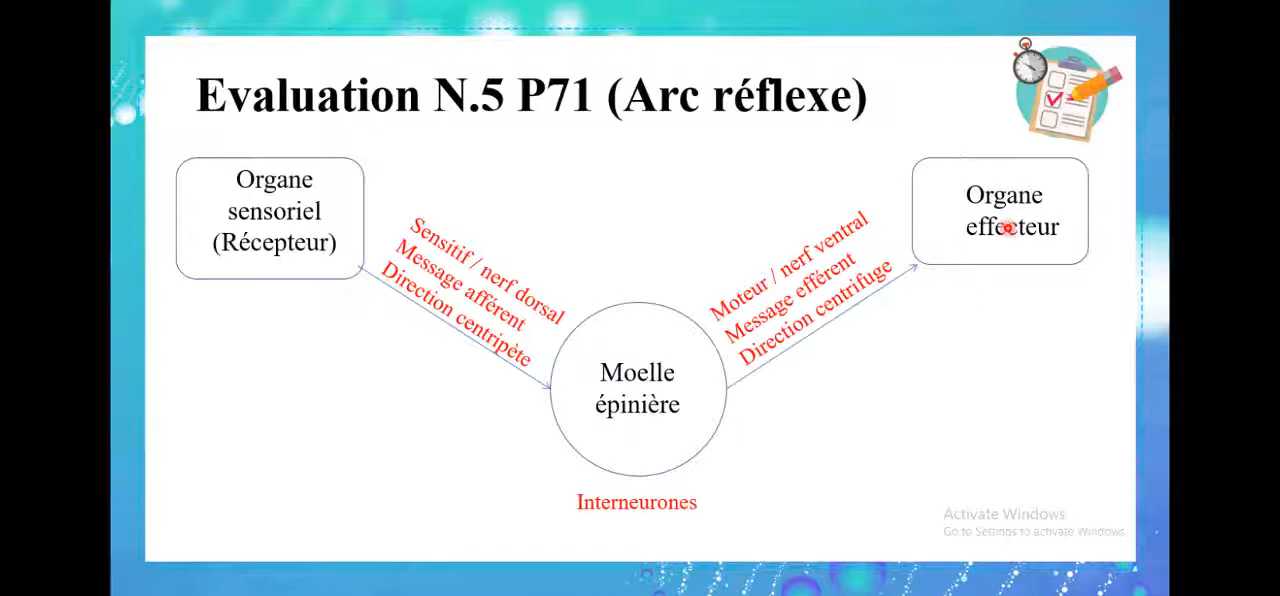 Evaluation N.5 P71 (Arc réflexe)
Organe
sensoriel
(Récepteur)
Sensitif / nerf dorsal
Message afférent
Direction centripète
Moelle
épinière
Interneurones
Moteur / nerf ventral
Message efférent
Direction centrifuge
Organe
effecteur
Activate Windows
Go to Settings to activate Windows.